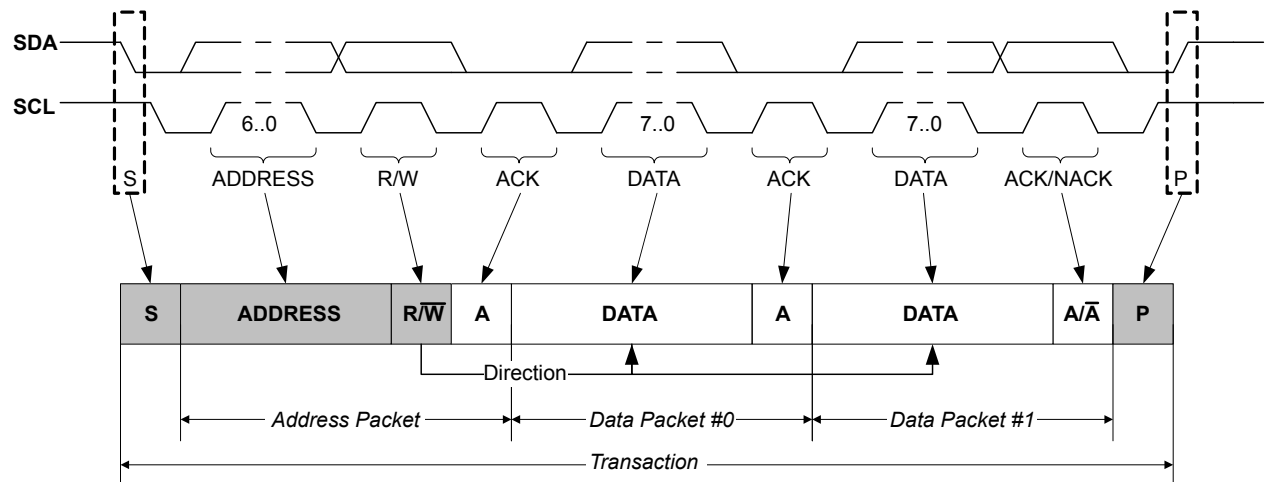 SDA
SCL
6..0 7..0 7..0
S ADDRESS R/W ACK DATA ACK DATA ACK/NACK P
S ADDRESS R/W̅ A DATA A DATA A/A̅ P
Direction
Address Packet Data Packet #0 Data Packet #1
Transaction